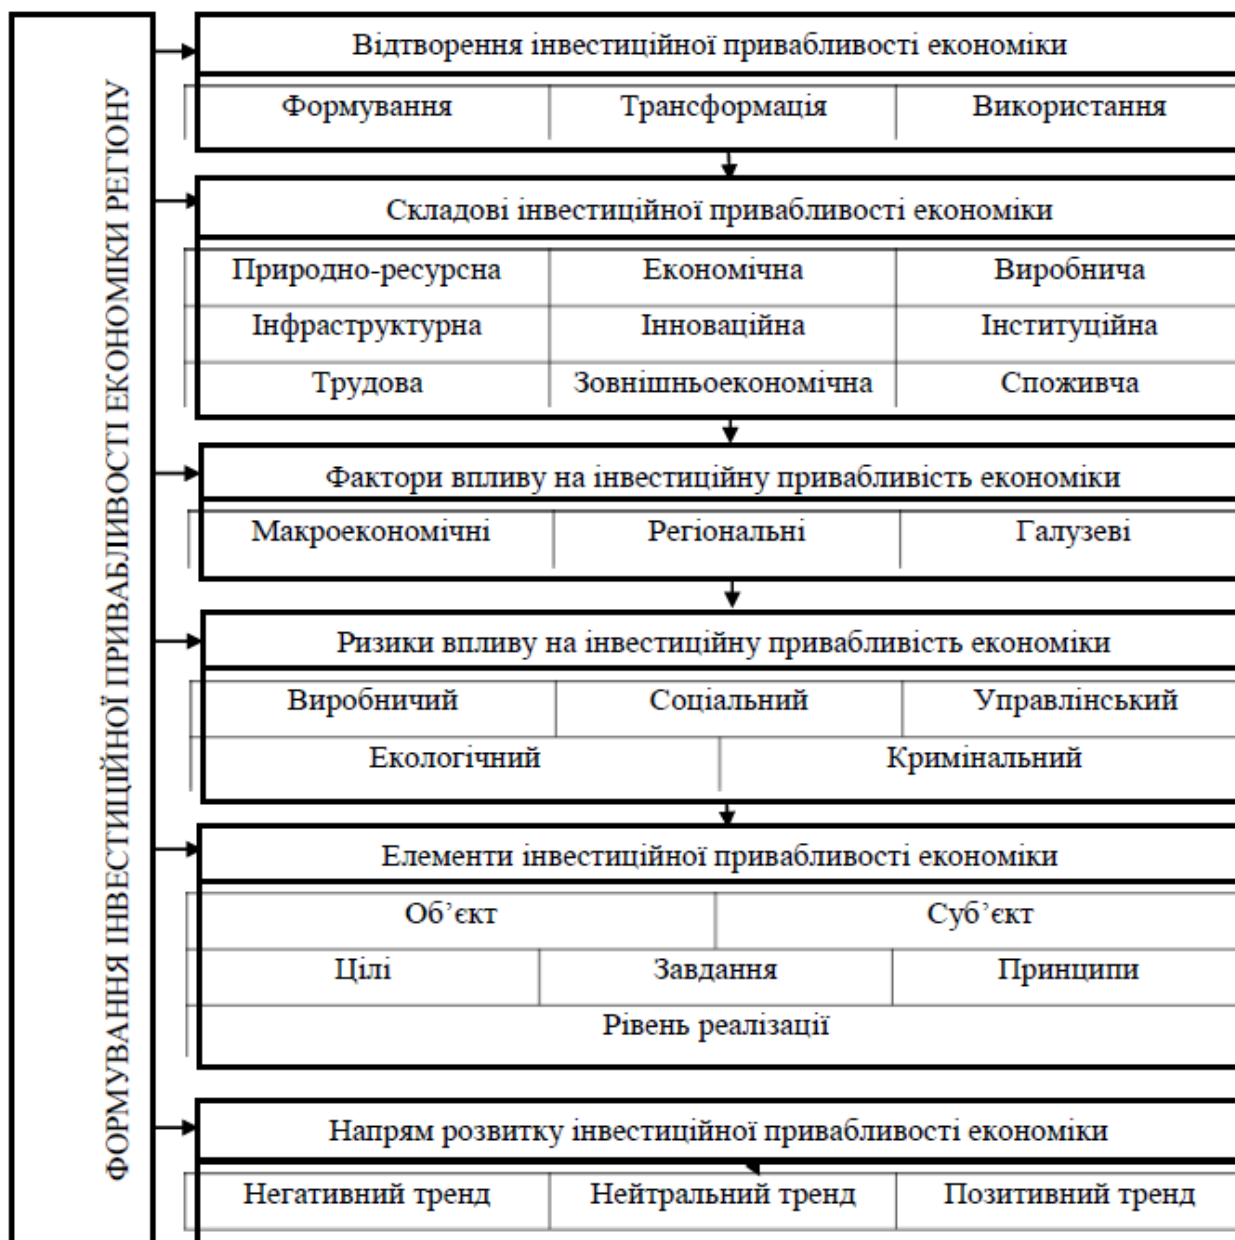 ФОРМУВАННЯ ІНВЕСТИЦІЙНОЇ ПРИВАБЛИВОСТІ ЕКОНОМІКИ РЕГІОНУ
Відтворення інвестиційної привабливості економіки
Формування Трансформація Використання
Складові інвестиційної привабливості економіки
Природно-ресурсна Економічна Виробнича
Інфраструктурна Інноваційна Інституційна
Трудова Зовнішньоекономічна Споживча
Фактори впливу на інвестиційну привабливість економіки
Макроекономічні Регіональні Галузеві
Ризики впливу на інвестиційну привабливість економіки
Виробничий Соціальний Управлінський
Екологічний Кримінальний
Елементи інвестиційної привабливості економіки
Об’єкт Суб’єкт
Цілі Завдання Принципи
Рівень реалізації
Напрям розвитку інвестиційної привабливості економіки
Негативний тренд Нейтральний тренд Позитивний тренд